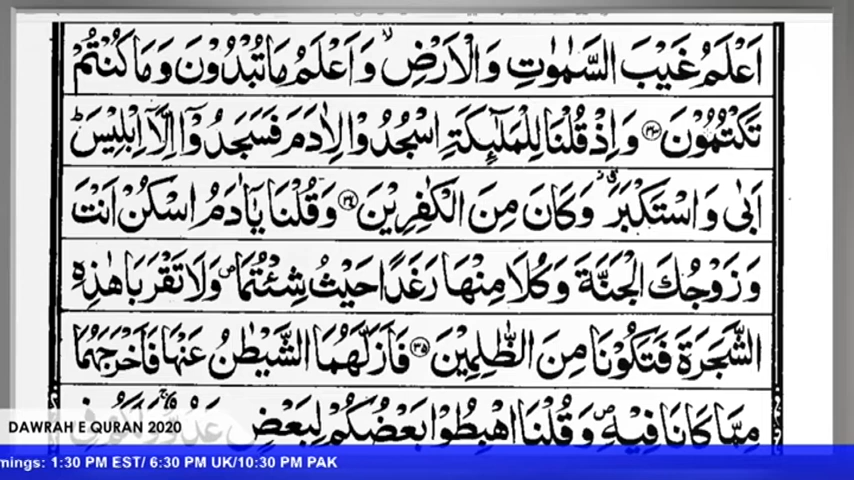 اَعْلَمُ غَيْبَ السَّمٰوٰتِ وَالْاَرْضِ ۙ وَاَعْلَمُ مَا تُبْدُوْنَ وَمَا كُنْتُمْ
تَكْتُمُوْنَ ﴿۳۳﴾ وَاِذْ قُلْنَا لِلْمَلٰٓئِكَةِ اسْجُدُوْا لِاٰدَمَ فَسَجَدُوْٓا اِلَّآ اِبْلِيْسَ ؕ
اَبٰى وَاسْتَكْبَرَ ۗ وَكَانَ مِنَ الْكٰفِرِيْنَ ﴿۳۴﴾ وَقُلْنَا يٰٓاٰدَمُ اسْكُنْ اَنْتَ
وَزَوْجُكَ الْجَنَّةَ وَكُلَا مِنْهَا رَغَدًا حَيْثُ شِئْتُمَا ۖ وَلَا تَقْرَبَا هٰذِهِ
الشَّجَرَةَ فَتَكُوْنَا مِنَ الظّٰلِمِيْنَ ﴿۳۵﴾ فَاَزَلَّهُمَا الشَّيْطٰنُ عَنْهَا فَاَخْرَجَهُمَا
مِمَّا كَانَا فِيْهِ ۖ وَقُلْنَا اهْبِطُوْا بَعْضُكُمْ لِبَعْضٍ عَدُوٌّ
DAWRAH E QURAN 2020
mings: 1:30 PM EST/ 6:30 PM UK/10:30 PM PAK